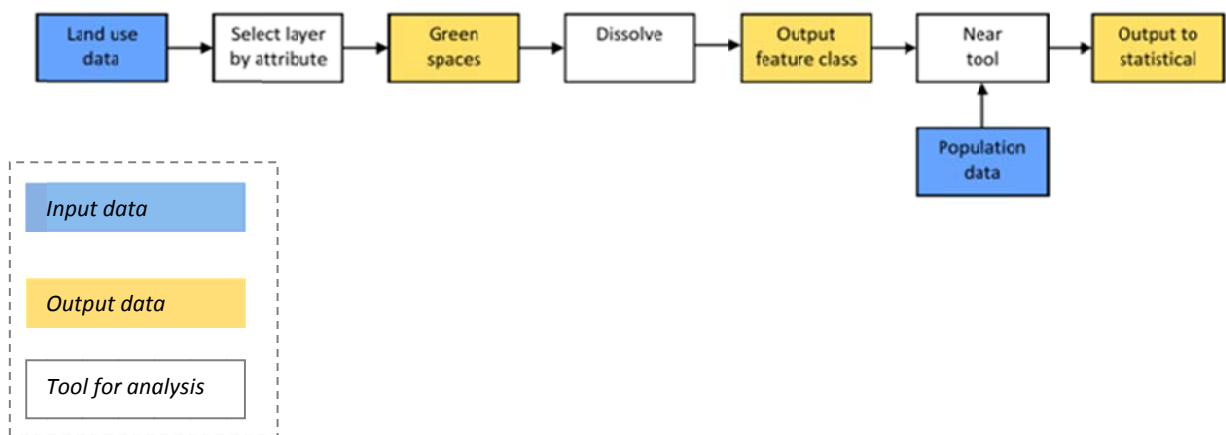 Land use
data
Select layer
by attribute
Green
spaces
Dissolve
Output
feature class
Near
tool
Output to
statistical
Population
data
Input data
Output data
Tool for analysis